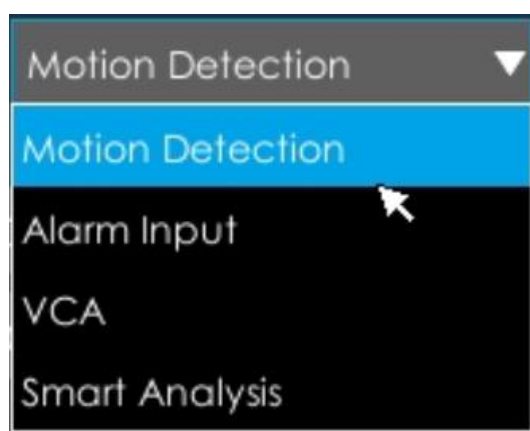 Motion Detection
Motion Detection
Alarm Input
VCA
Smart Analysis